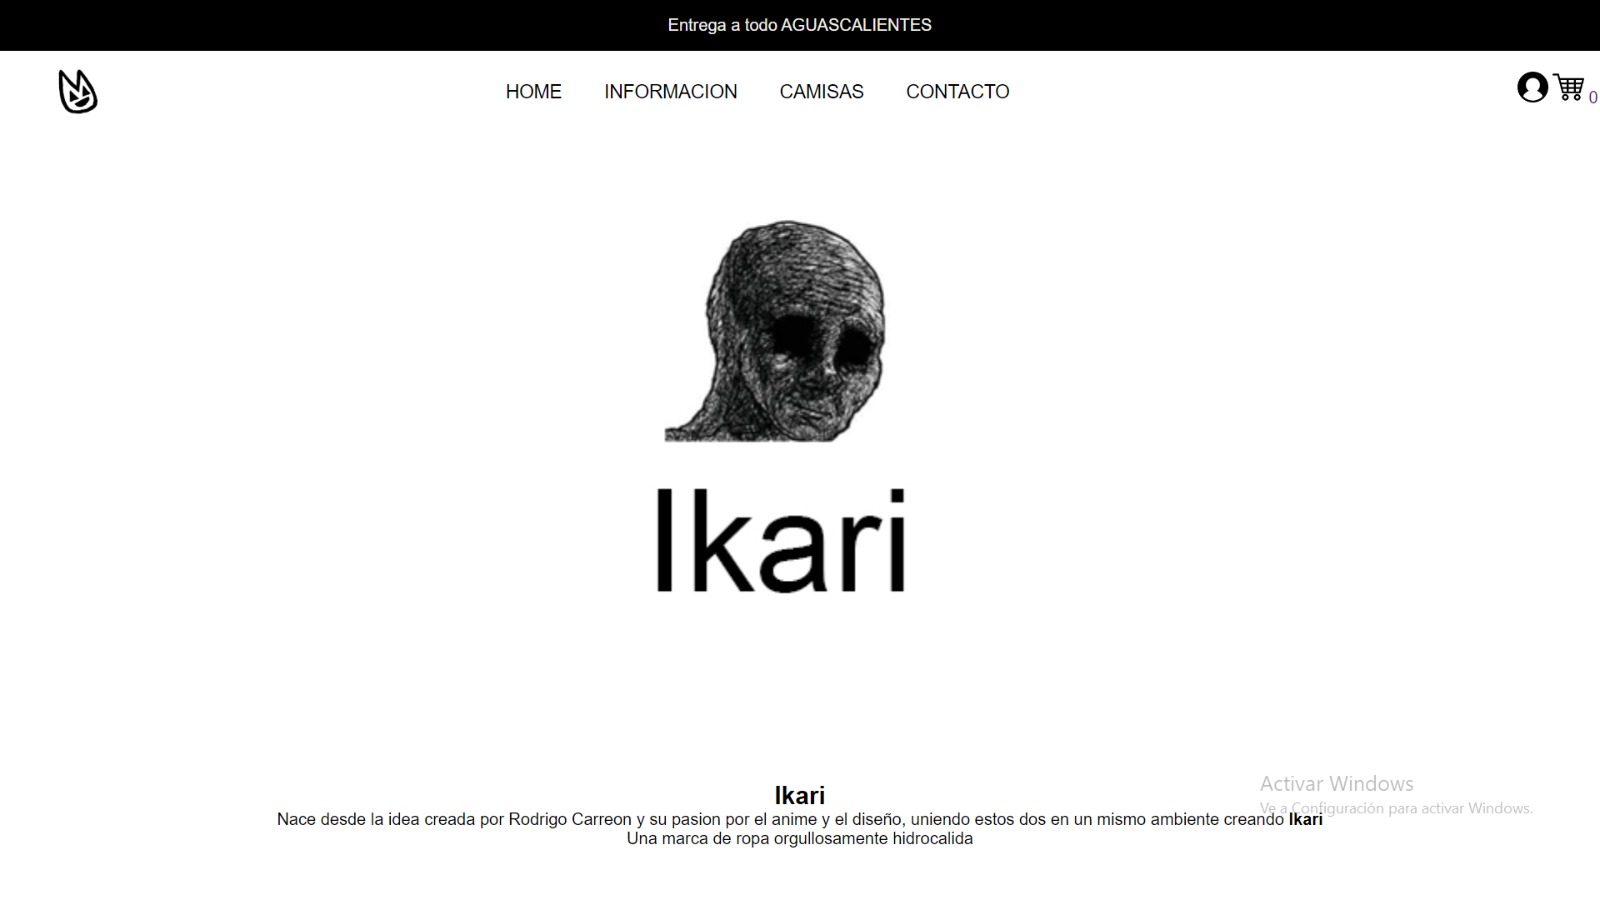 Entrega a todo AGUASCALIENTES
HOME INFORMACION CAMISAS CONTACTO
0
Ikari
Ikari
Nace desde la idea creada por Rodrigo Carreon y su pasion por el anime y el diseño, uniendo estos dos en un mismo ambiente creando Ikari
Una marca de ropa orgullosamente hidrocalida
Activar Windows
Ve a Configuración para activar Windows.